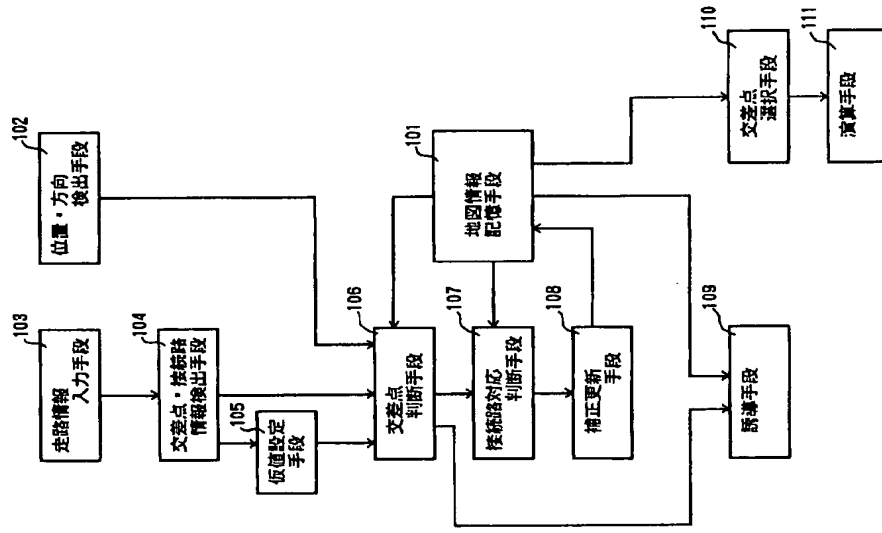 102
位置・方向
検出手段
103
走路情報
入力手段
104
交差点・接続路
情報検出手段
105
仮値設定
手段
106
交差点
判断手段
101
地図情報
記憶手段
107
接続路対応
判断手段
108
補正更新
手段
109
誘導手段
110
交差点
選択手段
111
演算手段